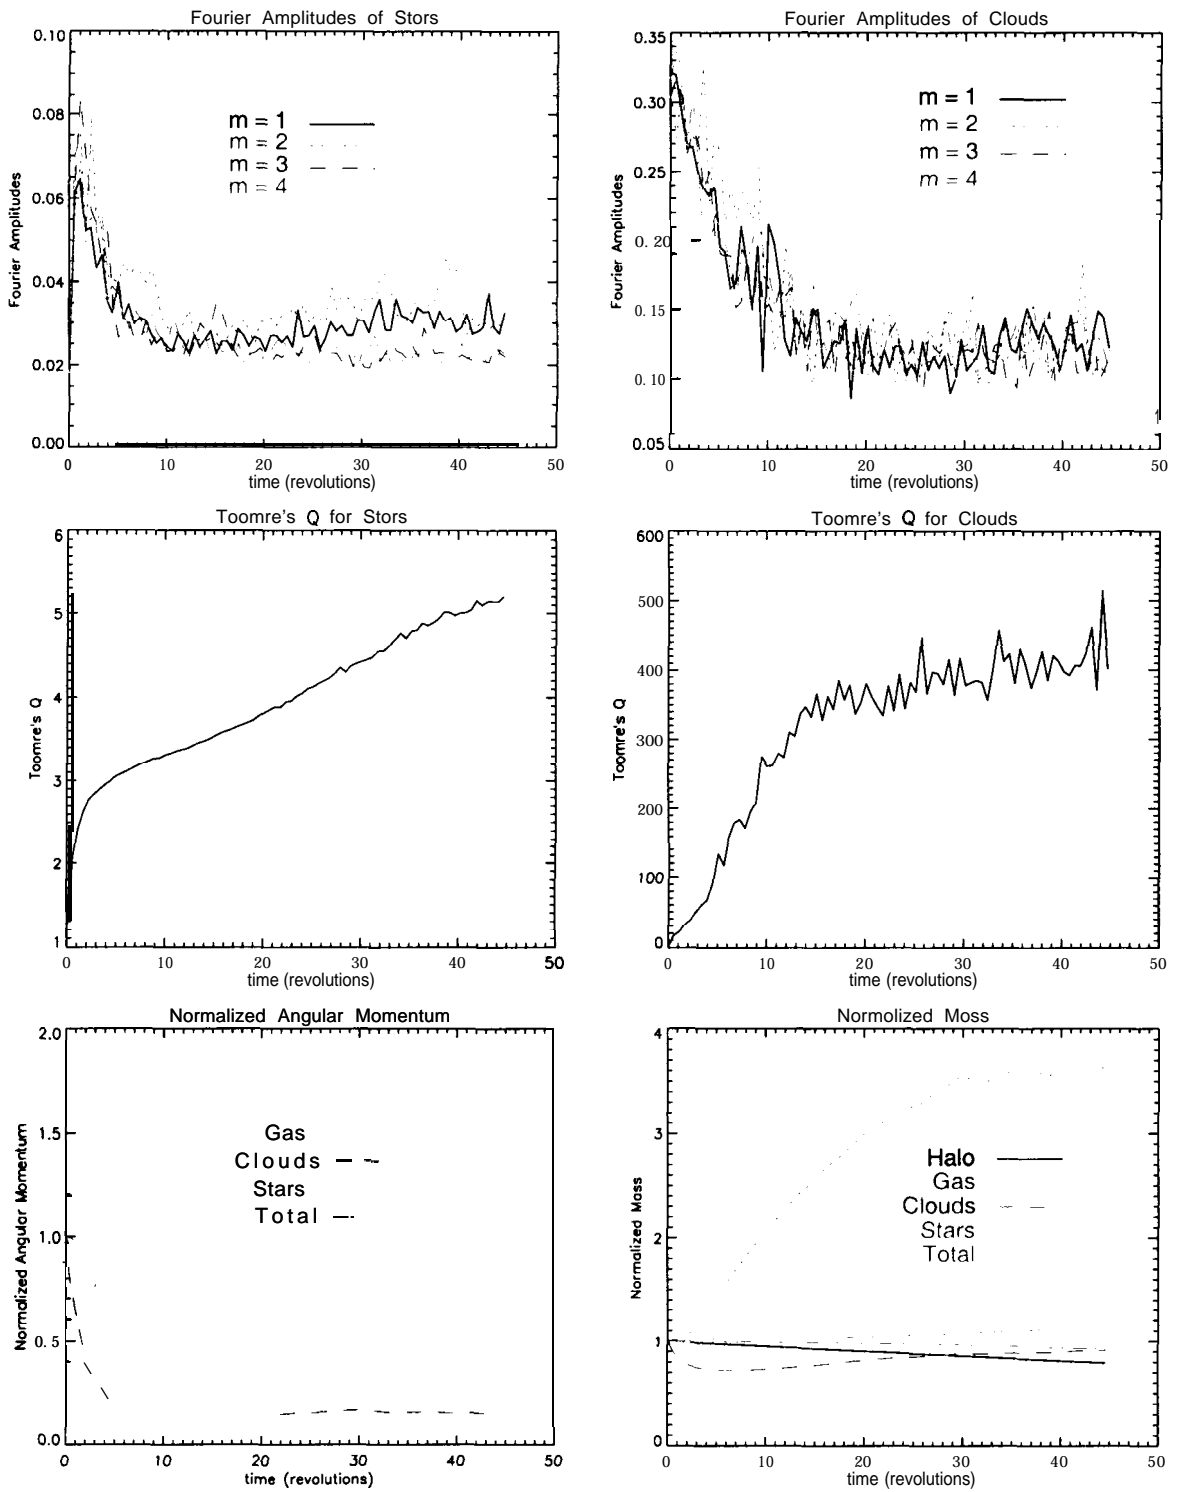 Fourier Amplitudes of Stors
0.10
0.08
0.06
0.04
0.02
0.00
Fourier Amplitudes
m = 1
m = 2
m = 3
m = 4
0 10 20 30 40 50
time (revolutions)
Fourier Amplitudes of Clouds
0.35
0.30
0.25
0.20
0.15
0.10
0.05
Fourier Amplitudes
m = 1
m = 2
m = 3
m = 4
0 10 20 30 40 50
time (revolutions)
Toomre's Q for Stors
6
5
4
3
2
1
Toomre's Q
0 10 20 30 40 50
time (revolutions)
Toomre's Q for Clouds
600
500
400
300
200
100
0
Toomre's Q
0 10 20 30 40 50
time (revolutions)
Normalized Angular Momentum
2.0
1.5
1.0
0.5
0.0
Normalized Angular Momentum
Gas
Clouds
Stars
Total
0 10 20 30 40 50
time (revolutions)
Normolized Moss
4
3
2
1
0
Normalized Mass
Halo
Gas
Clouds
Stars
Total
0 10 20 30 40 50
time (revolutions)